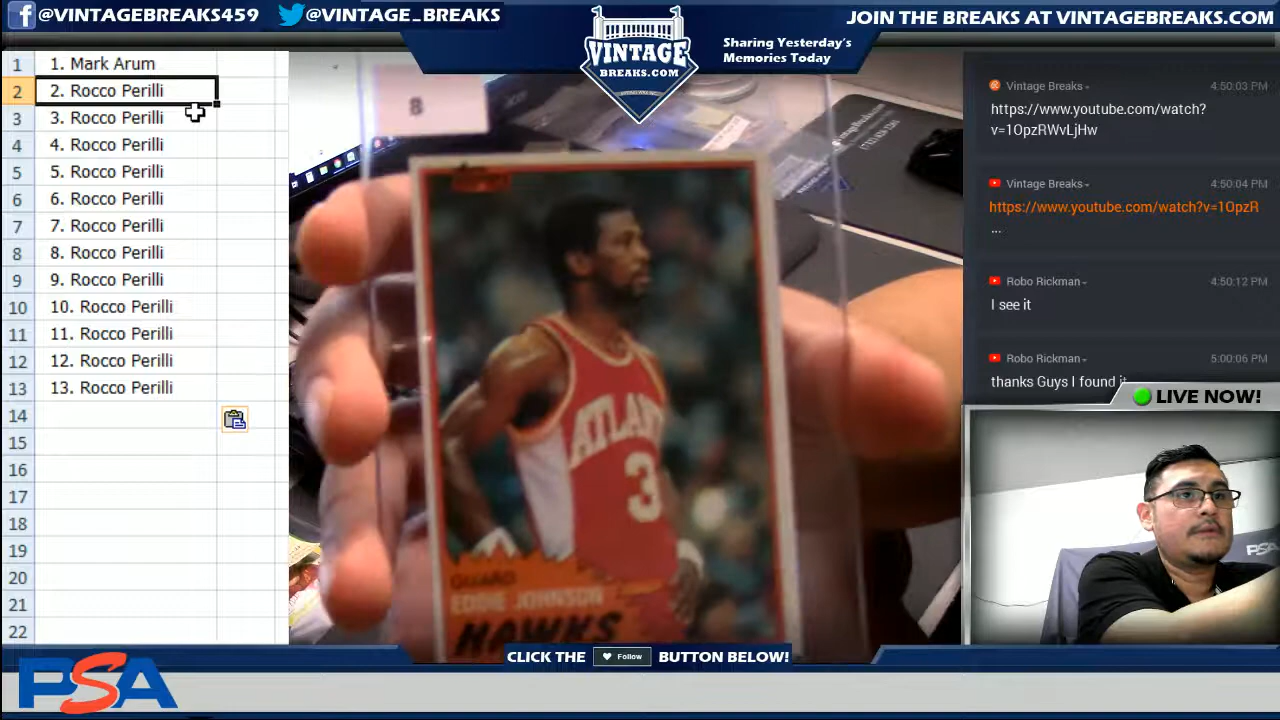 @VINTAGEBREAKS459
@VINTAGE_BREAKS
VINTAGE
BREAKS.COM
Sharing Yesterday's
Memories Today
JOIN THE BREAKS AT VINTAGEBREAKS.COM
1 1. Mark Arum
2 2. Rocco Perilli
3 3. Rocco Perilli
4 4. Rocco Perilli
5 5. Rocco Perilli
6 6. Rocco Perilli
7 7. Rocco Perilli
8 8. Rocco Perilli
9 9. Rocco Perilli
10 10. Rocco Perilli
11 11. Rocco Perilli
12 12. Rocco Perilli
13 13. Rocco Perilli
14
15
16
17
18
19
20
21
22
8
ATLAN
3
GUARD
EDDIE JOHNSON
HAWKS
Vintage Breaks 4:50:03 PM
https://www.youtube.com/watch?
v=1OpzRWvLjHw
Vintage Breaks 4:50:04 PM
https://www.youtube.com/watch?v=1OpzR
...
Robo Rickman 4:50:12 PM
I see it
Robo Rickman 5:00:06 PM
thanks Guys I found it
LIVE NOW!
PSA
CLICK THE Follow BUTTON BELOW!
PSA